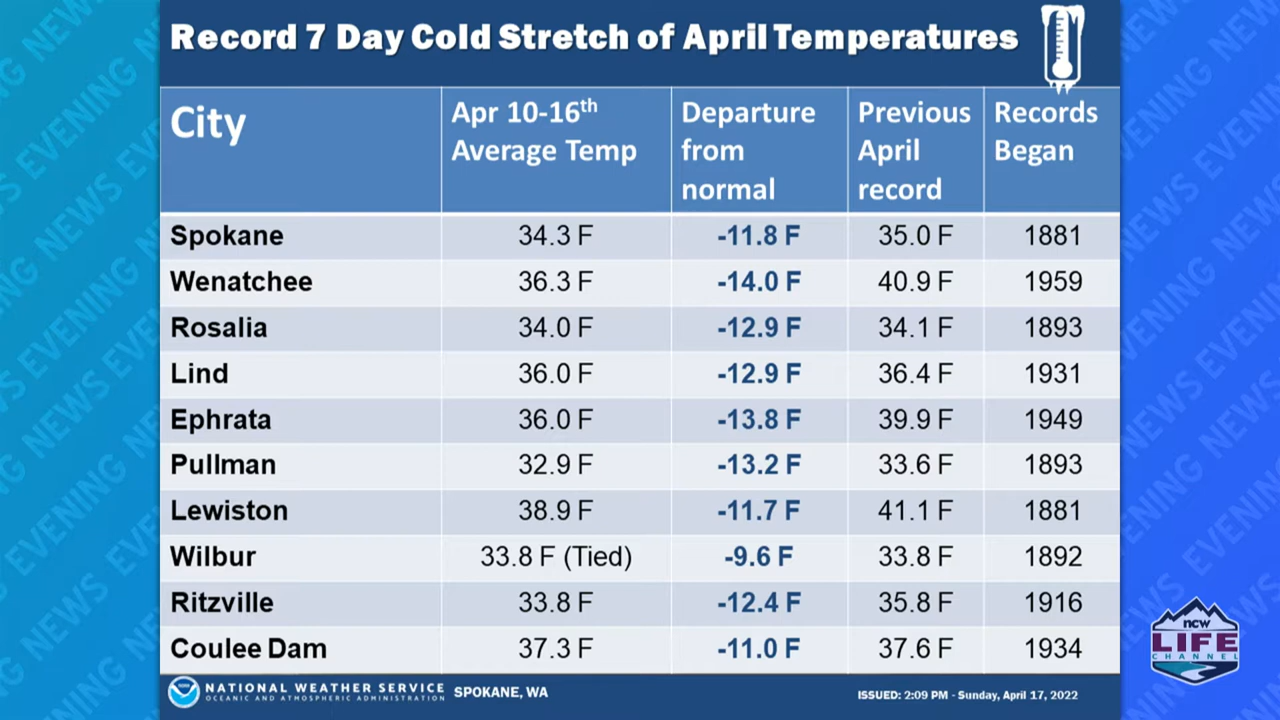 Record 7 Day Cold Stretch of April Temperatures
City
Apr 10-16th
Average Temp
Departure
from
normal
Previous
April
record
Records
Began
Spokane 34.3 F -11.8 F 35.0 F 1881
Wenatchee 36.3 F -14.0 F 40.9 F 1959
Rosalia 34.0 F -12.9 F 34.1 F 1893
Lind 36.0 F -12.9 F 36.4 F 1931
Ephrata 36.0 F -13.8 F 39.9 F 1949
Pullman 32.9 F -13.2 F 33.6 F 1893
Lewiston 38.9 F -11.7 F 41.1 F 1881
Wilbur 33.8 F (Tied) -9.6 F 33.8 F 1892
Ritzville 33.8 F -12.4 F 35.8 F 1916
Coulee Dam 37.3 F -11.0 F 37.6 F 1934
NATIONAL WEATHER SERVICE
OCEANIC AND ATMOSPHERIC ADMINISTRATION
SPOKANE, WA
ISSUED: 2:09 PM - Sunday, April 17, 2022
ncw
LIFE
CHANNEL
NEWS EVENING NEWS EVENING
NEWS EVENING NEWS EVENING